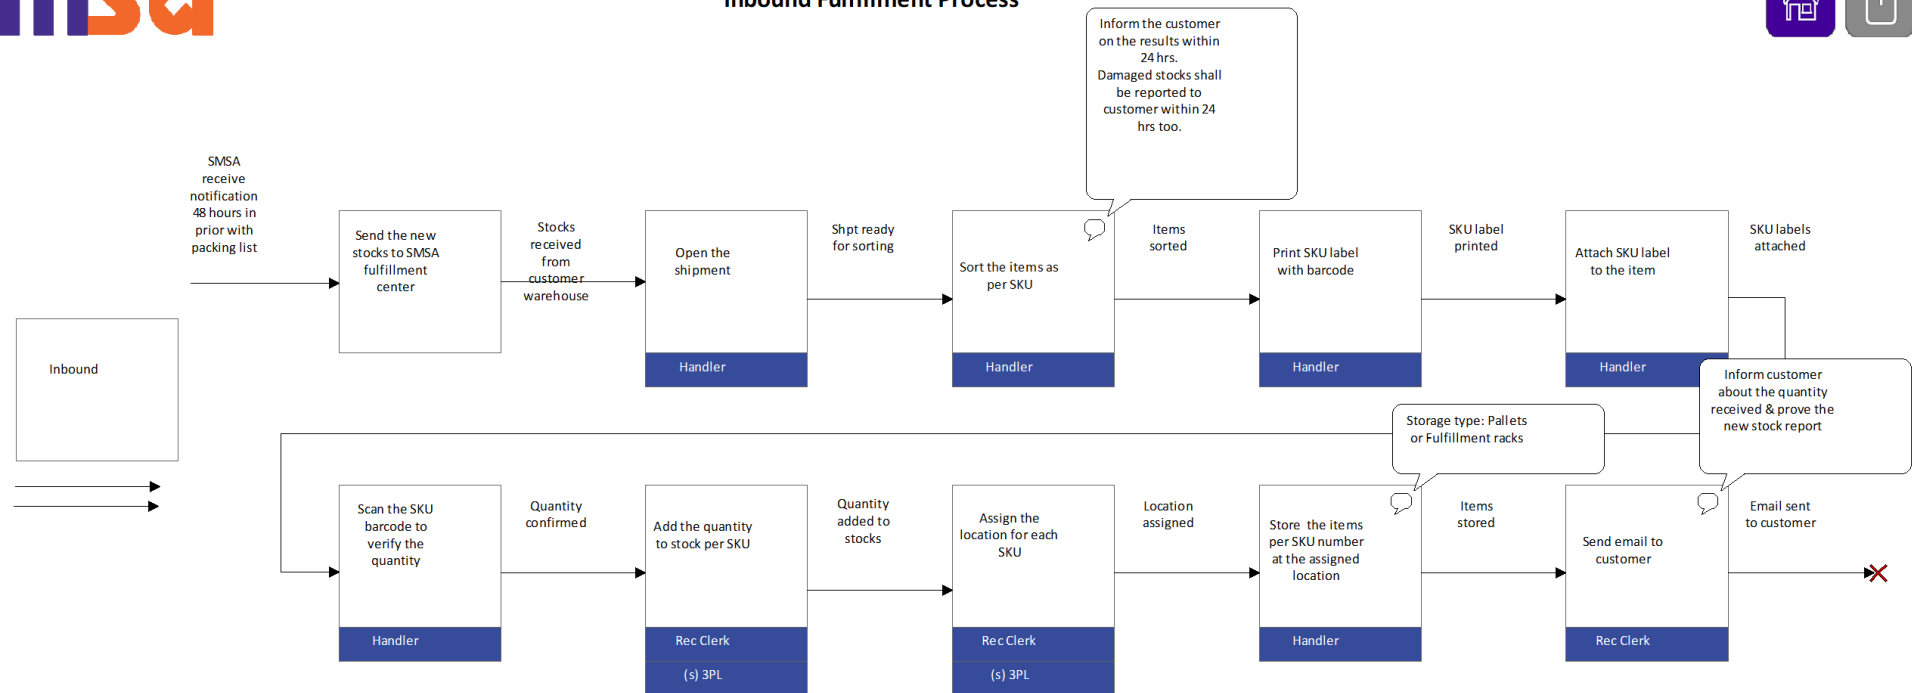 msa
Inbound Fulfillment Process
Inform the customer
on the results within
24 hrs.
Damaged stocks shall
be reported to
customer within 24
hrs too.
SMSA
receive
notification
48 hours in
prior with
packing list
Send the new
stocks to SMSA
fulfillment
center
Stocks
received
from
customer
warehouse
Open the
shipment
Handler
Shpt ready
for sorting
Sort the items as
per SKU
Handler
Items
sorted
Print SKU label
with barcode
Handler
SKU label
printed
Attach SKU label
to the item
Handler
SKU labels
attached
Inbound
Scan the SKU
barcode to
verify the
quantity
Handler
Quantity
confirmed
Add the quantity
to stock per SKU
Rec Clerk
(s) 3PL
Quantity
added to
stocks
Assign the
location for each
SKU
Rec Clerk
(s) 3PL
Location
assigned
Storage type: Pallets
or Fulfillment racks
Store the items
per SKU number
at the assigned
location
Handler
Items
stored
Inform customer
about the quantity
received & prove the
new stock report
Send email to
customer
Rec Clerk
Email sent
to customer